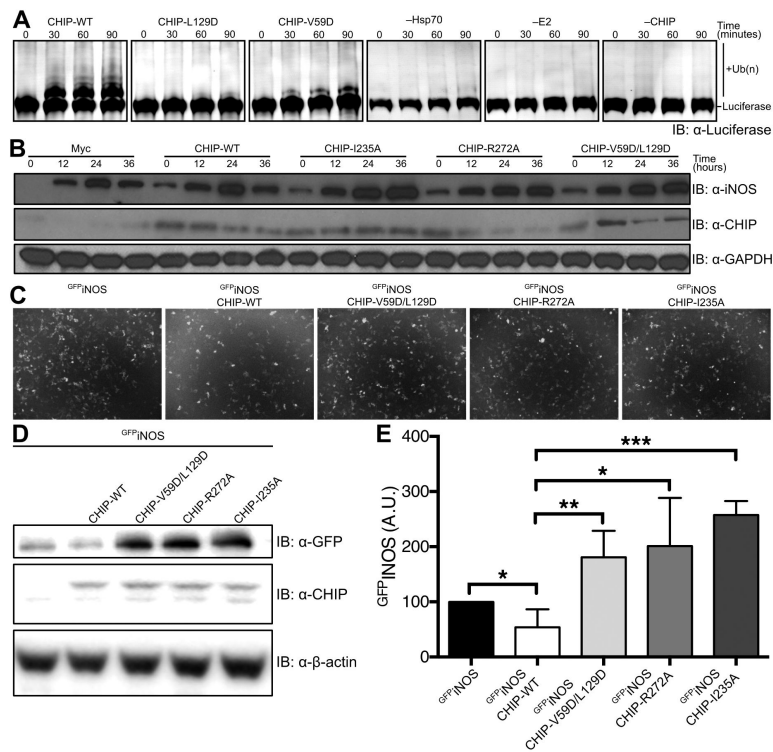 A
CHIP-WT CHIP-L129D CHIP-V59D –Hsp70 –E2 –CHIP Time (minutes)
0 30 60 90 0 30 60 90 0 30 60 90 0 30 60 90 0 30 60 90 0 30 60 90
+Ub(n)
Luciferase
IB: α-Luciferase
B
Myc CHIP-WT CHIP-I235A CHIP-R272A CHIP-V59D/L129D Time (hours)
0 12 24 36 0 12 24 36 0 12 24 36 0 12 24 36 0 12 24 36
IB: α-iNOS
IB: α-CHIP
IB: α-GAPDH
C
GFPiNOS GFPiNOS GFPiNOS GFPiNOS GFPiNOS
CHIP-WT CHIP-V59D/L129D CHIP-R272A CHIP-I235A
D
GFPiNOS
CHIP-WT CHIP-V59D/L129D CHIP-R272A CHIP-I235A
IB: α-GFP
IB: α-CHIP
IB: α-β-actin
E
GFPiNOS (A.U.)
400
300
200
100
0
* ** * ***
GFPiNOS
GFPiNOS CHIP-WT
GFPiNOS CHIP-V59D/L129D
GFPiNOS CHIP-R272A
GFPiNOS CHIP-I235A